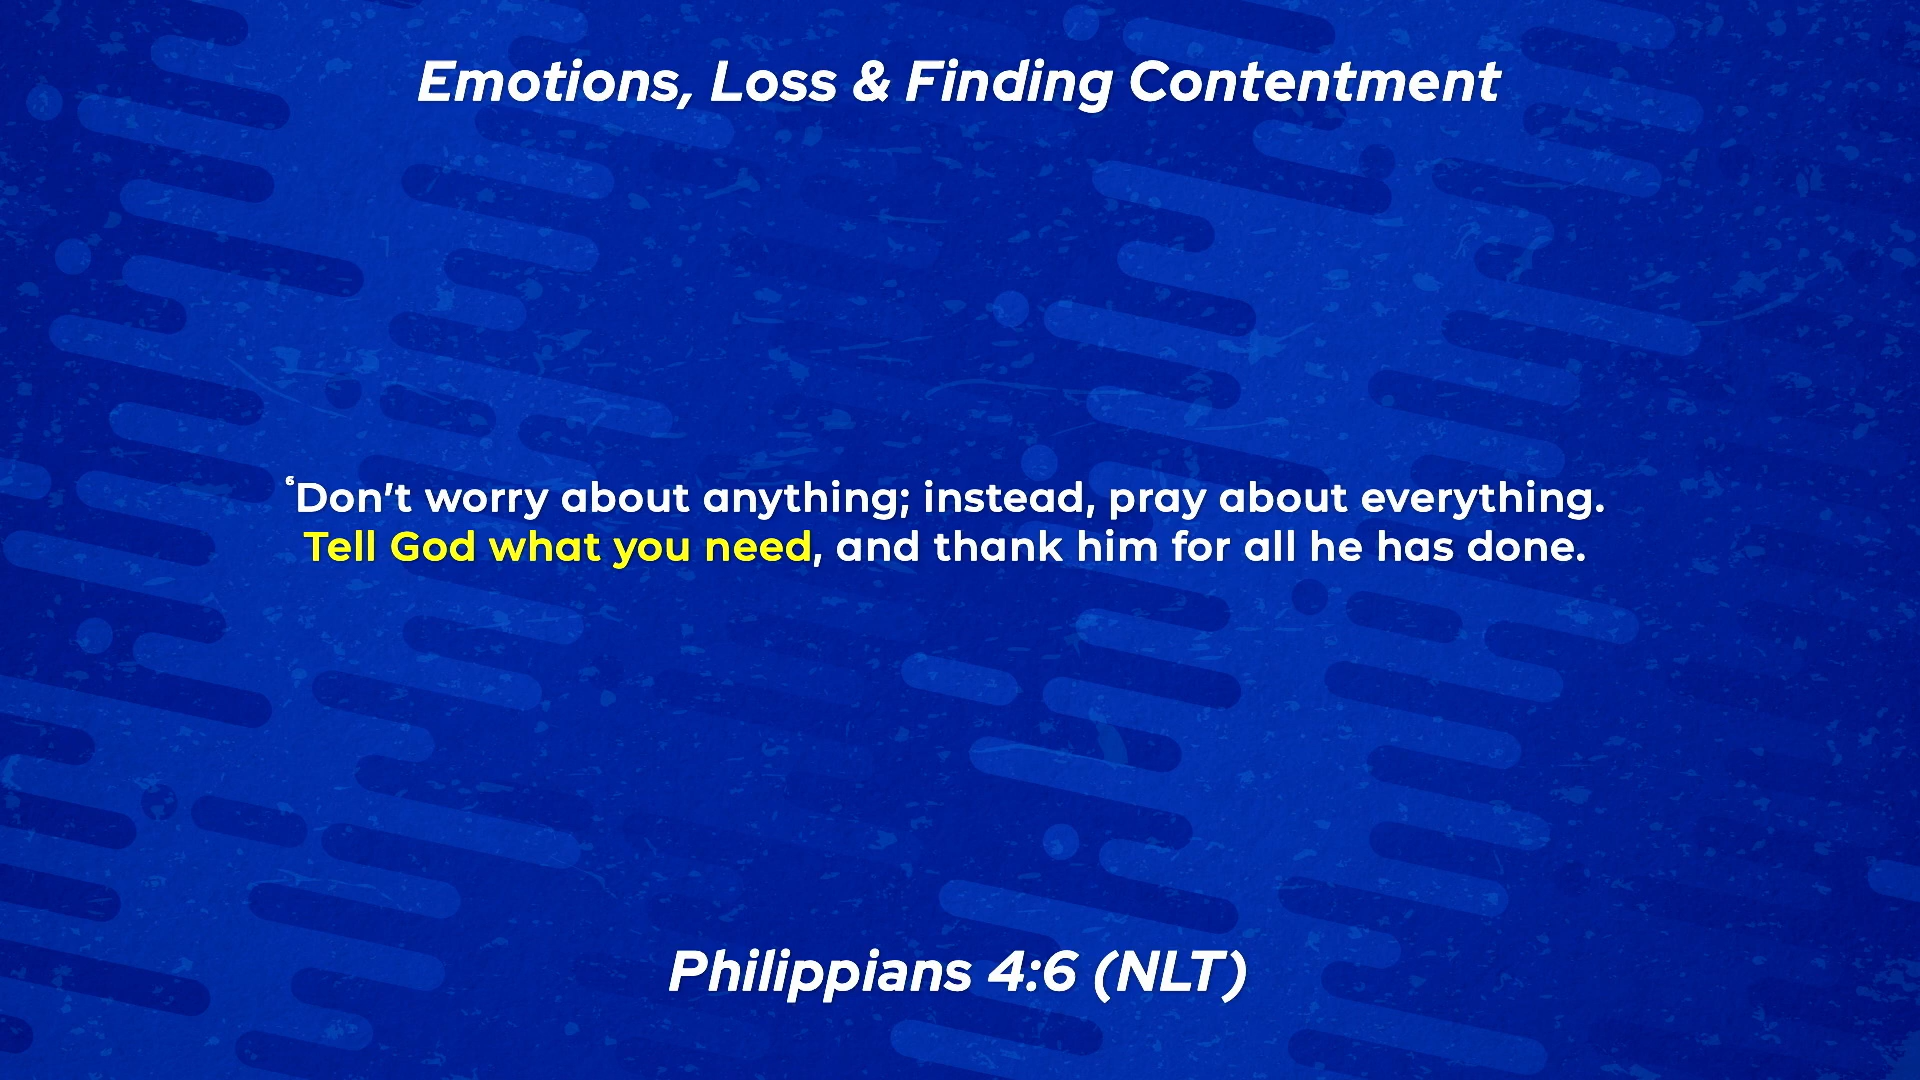 Emotions, Loss & Finding Contentment
⁶Don't worry about anything; instead, pray about everything.
Tell God what you need, and thank him for all he has done.
Philippians 4:6 (NLT)